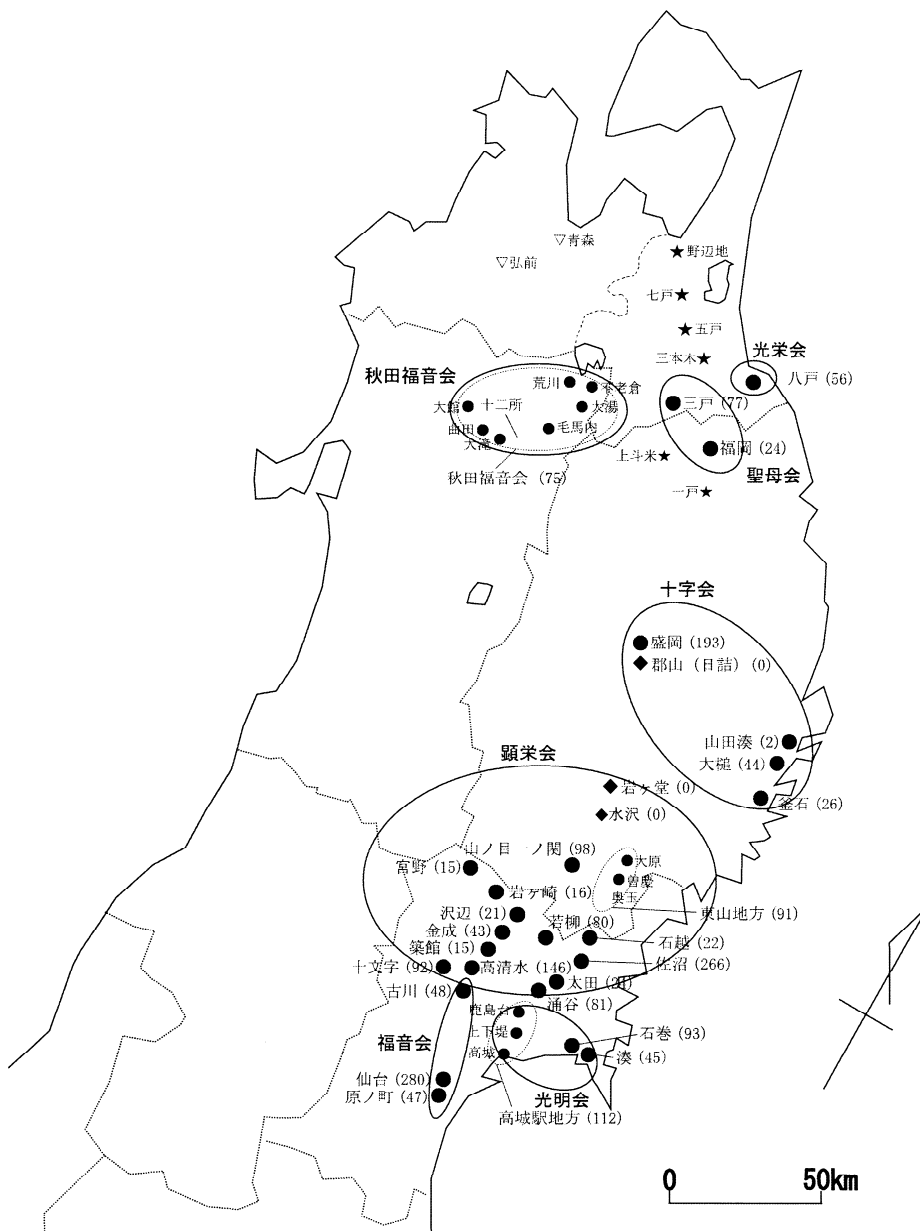 ▽青森
▽弘前
★野辺地
七戸★
★五戸
三本木★
光栄会
八戸 (56)
秋田福音会
荒川
大館
十二所
大湯
曲田
大滝
毛馬内
秋田福音会 (75)
三戸 (77)
福岡 (24)
上斗米★
聖母会
一戸★
十字会
盛岡 (193)
郡山 (日詰) (0)
山田湊 (2)
大槌 (44)
釜石 (26)
顕栄会
岩ヶ堂 (0)
水沢 (0)
山ノ目一ノ関 (98)
大原
宮野 (15)
曽慶
岩ヶ崎 (16)
奥玉
沢辺 (21)
東山地方 (91)
金成 (43)
若柳 (80)
築館 (15)
石越 (22)
十文字 (92)
高清水 (146)
佐沼 (266)
太田
古川 (48)
涌谷 (81)
鹿島台
福音会
上下堤
石巻 (93)
高城
湊 (45)
仙台 (280)
光明会
原ノ町 (47)
高城駅地方 (112)
0 50km